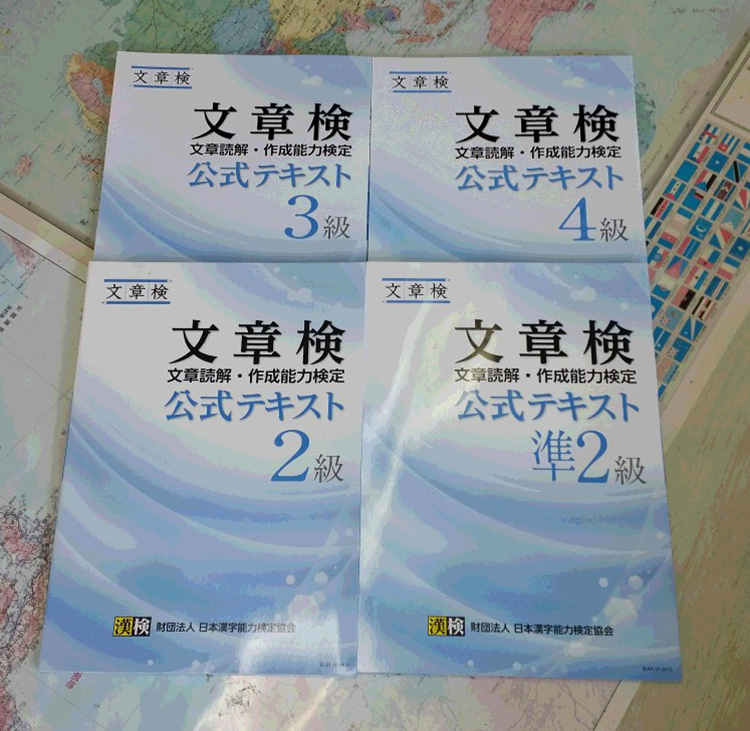 文章検
文章検
文章読解・作成能力検定
公式テキスト
3級
文章検
文章検
文章読解・作成能力検定
公式テキスト
4級
文章検
文章検
文章読解・作成能力検定
公式テキスト
2級
漢検 財団法人 日本漢字能力検定協会
文章検
文章検
文章読解・作成能力検定
公式テキスト
準2級
漢検 財団法人 日本漢字能力検定協会